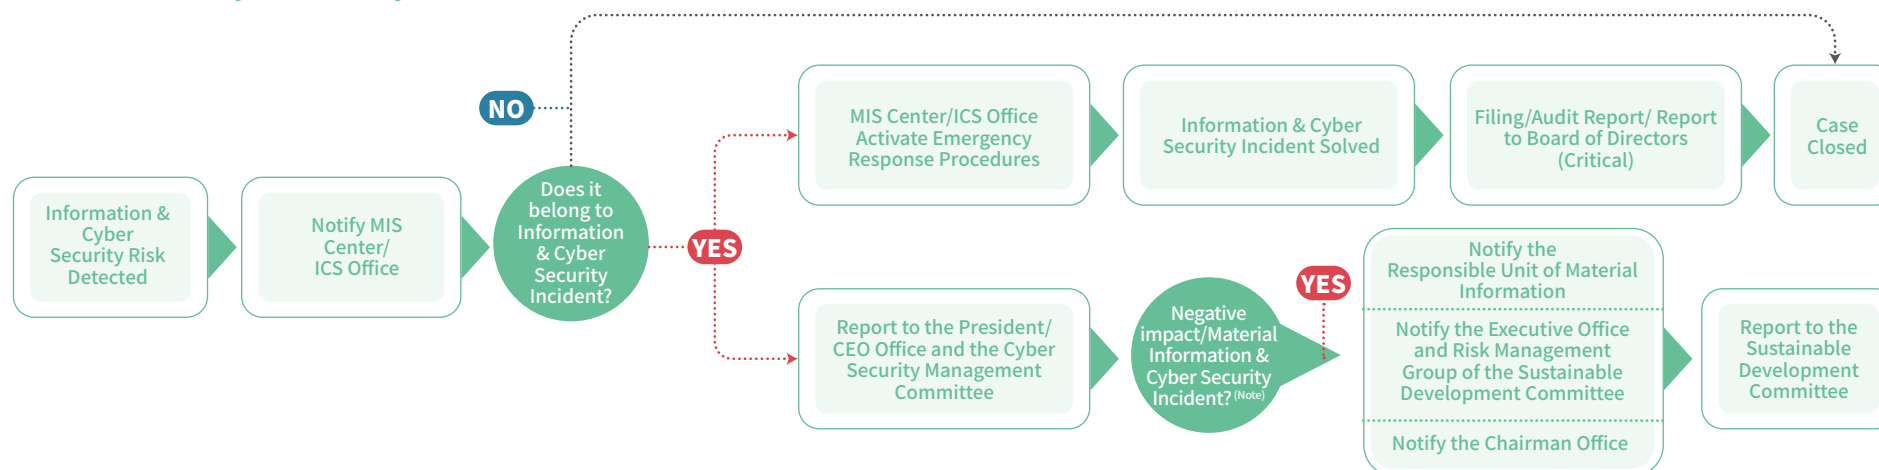 NO
MIS Center/ICS Office
Activate Emergency
Response Procedures
Information & Cyber
Security Incident Solved
Filing/Audit Report/ Report
to Board of Directors
(Critical)
Case
Closed
Information &
Cyber
Security Risk
Detected
Notify MIS
Center/
ICS Office
Does it
belong to
Information
& Cyber
Security
Incident?
YES
Report to the President/
CEO Office and the Cyber
Security Management
Committee
Negative
impact/Material
Information &
Cyber Security
Incident? (Note)
YES
Notify the
Responsible Unit of Material
Information
Notify the Executive Office
and Risk Management
Group of the Sustainable
Development Committee
Notify the Chairman Office
Report to the
Sustainable
Development
Committee